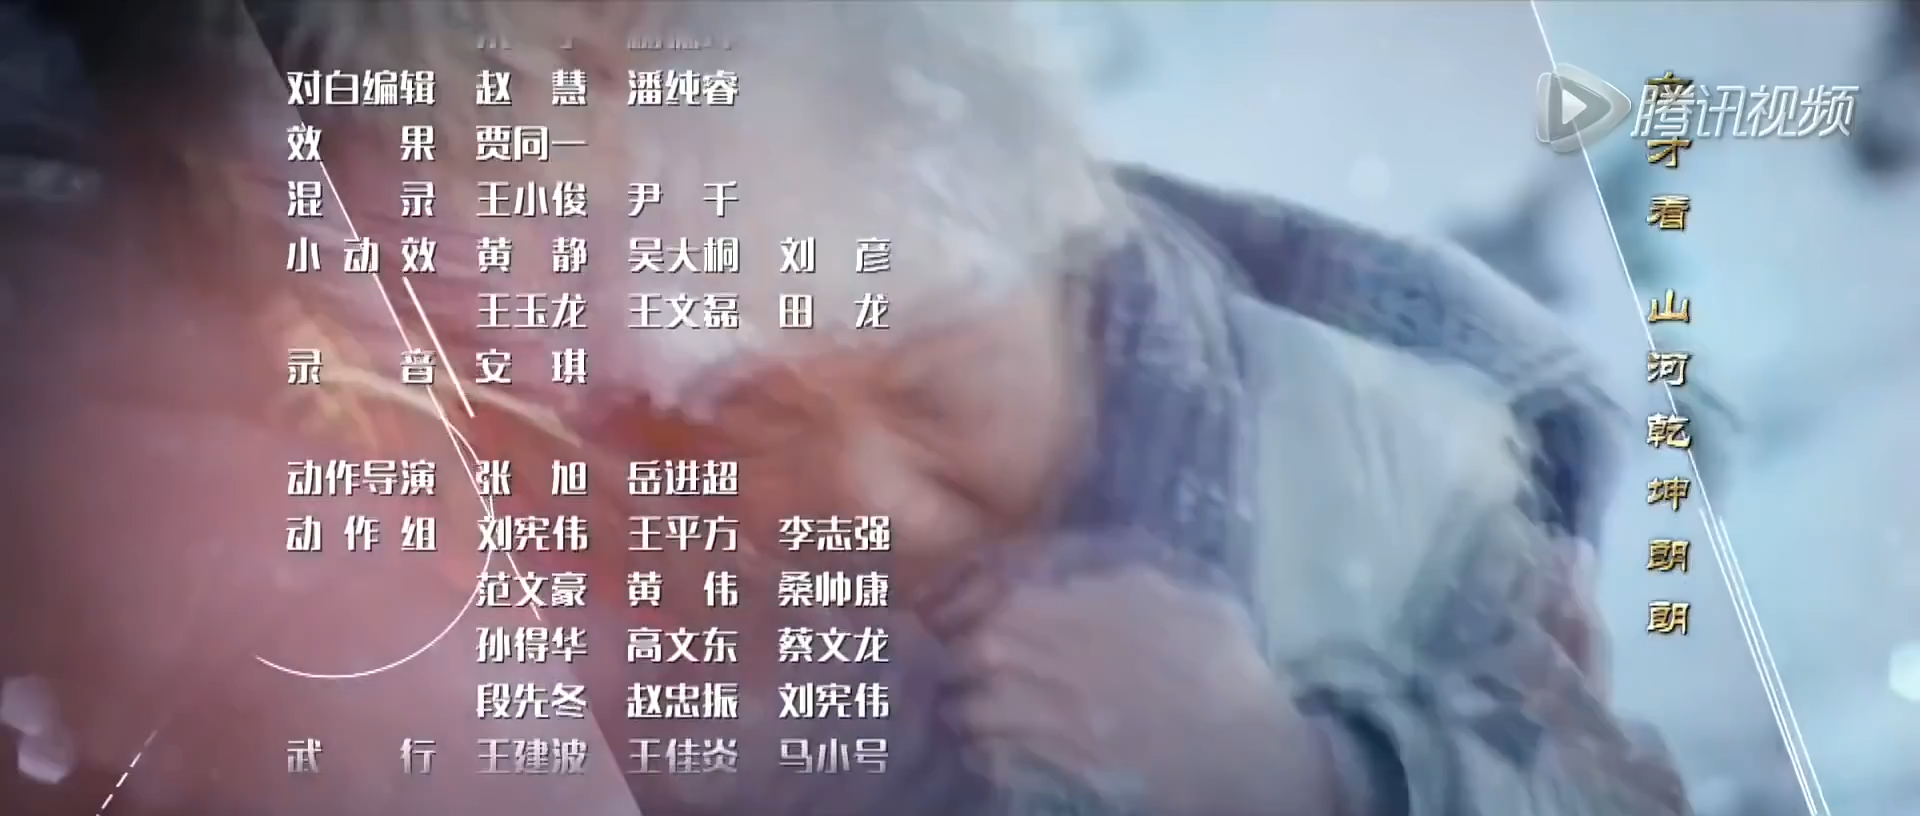 对白编辑 赵慧 潘纯睿
效果 贾同一
混录 王小俊 尹千
小动效 黄静 吴大桐 刘彦
王玉龙 王文磊 田龙
录音 安琪
动作导演 张旭 岳进超
动作组 刘宪伟 王平方 李志强
范文豪 黄伟 桑帅康
孙得华 高文东 蔡文龙
段先冬 赵忠振 刘宪伟
武行 王建波 王佳炎 马小号
腾讯视频
才看 山河乾坤朗朗